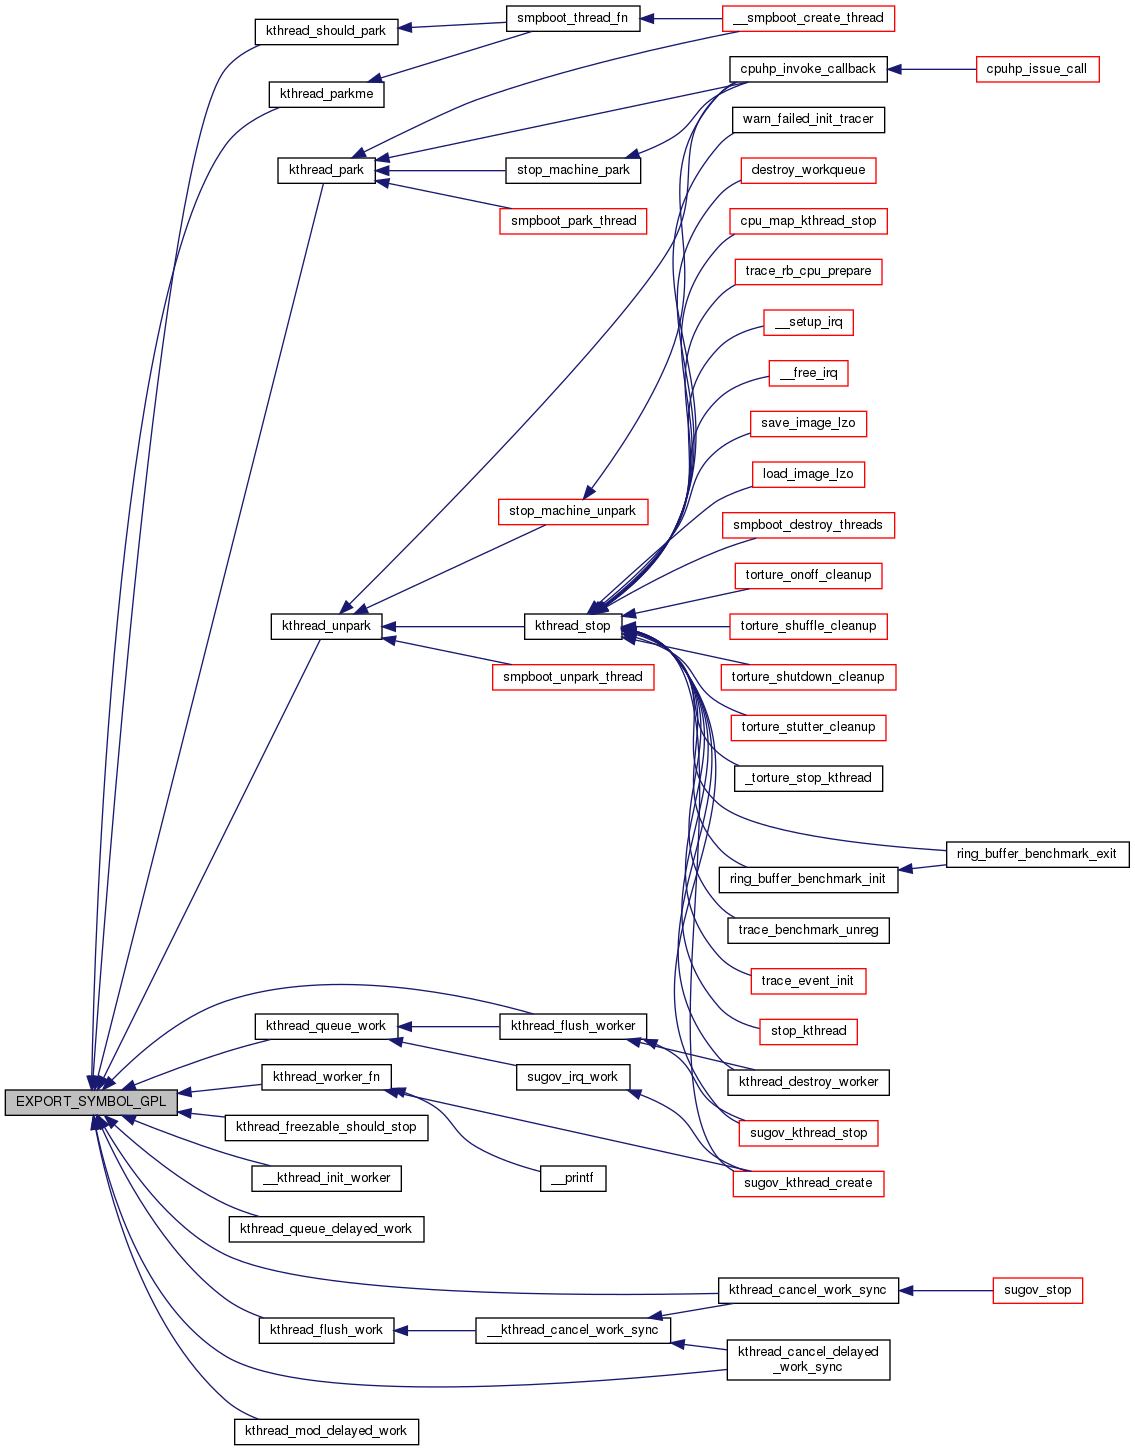 smpboot_thread_fn
__smpboot_create_thread
kthread_should_park
cpuhp_invoke_callback
cpuhp_issue_call
kthread_parkme
warn_failed_init_tracer
kthread_park
stop_machine_park
destroy_workqueue
smpboot_park_thread
cpu_map_kthread_stop
trace_rb_cpu_prepare
__setup_irq
__free_irq
save_image_lzo
load_image_lzo
stop_machine_unpark
smpboot_destroy_threads
torture_onoff_cleanup
kthread_unpark
kthread_stop
torture_shuffle_cleanup
smpboot_unpark_thread
torture_shutdown_cleanup
torture_stutter_cleanup
_torture_stop_kthread
ring_buffer_benchmark_exit
ring_buffer_benchmark_init
trace_benchmark_unreg
trace_event_init
kthread_queue_work
kthread_flush_worker
stop_kthread
kthread_worker_fn
sugov_irq_work
kthread_destroy_worker
EXPORT_SYMBOL_GPL
kthread_freezable_should_stop
sugov_kthread_stop
__kthread_init_worker
__printf
sugov_kthread_create
kthread_queue_delayed_work
kthread_cancel_work_sync
sugov_stop
kthread_flush_work
__kthread_cancel_work_sync
kthread_cancel_delayed
_work_sync
kthread_mod_delayed_work